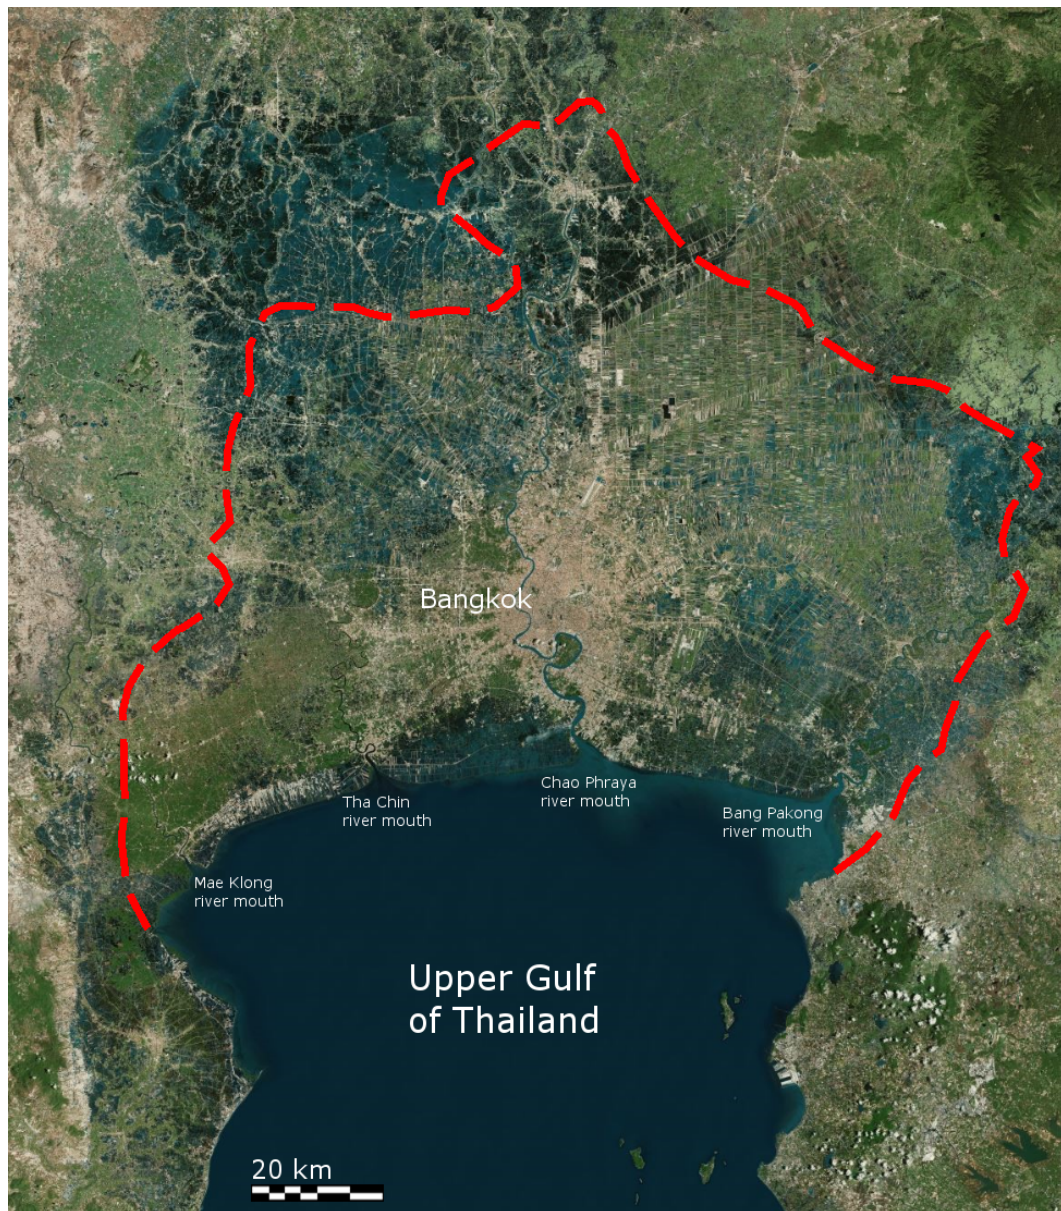 Bangkok
Chao Phraya
river mouth
Tha Chin
river mouth
Bang Pakong
river mouth
Mae Klong
river mouth
Upper Gulf
of Thailand
20 km